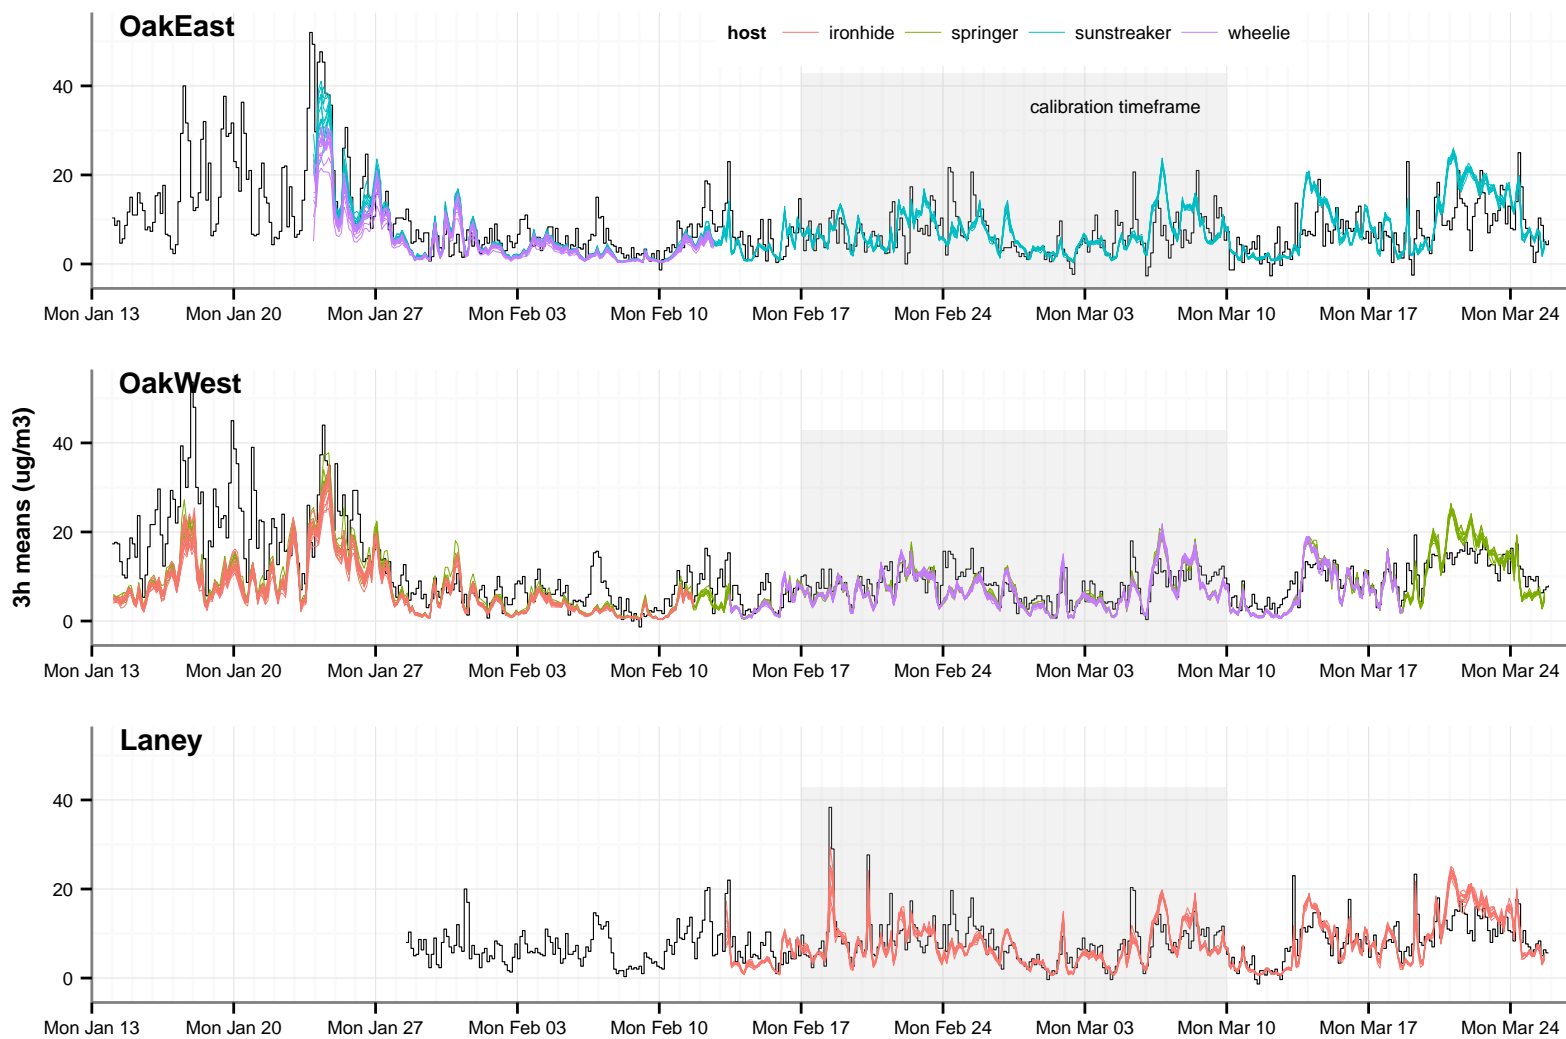 OakEast
host ironhide springer sunstreaker wheelie
calibration timeframe
40
20
0
Mon Jan 13 Mon Jan 20 Mon Jan 27 Mon Feb 03 Mon Feb 10 Mon Feb 17 Mon Feb 24 Mon Mar 03 Mon Mar 10 Mon Mar 17 Mon Mar 24
3h means (ug/m3)
OakWest
40
20
0
Mon Jan 13 Mon Jan 20 Mon Jan 27 Mon Feb 03 Mon Feb 10 Mon Feb 17 Mon Feb 24 Mon Mar 03 Mon Mar 10 Mon Mar 17 Mon Mar 24
Laney
40
20
0
Mon Jan 13 Mon Jan 20 Mon Jan 27 Mon Feb 03 Mon Feb 10 Mon Feb 17 Mon Feb 24 Mon Mar 03 Mon Mar 10 Mon Mar 17 Mon Mar 24